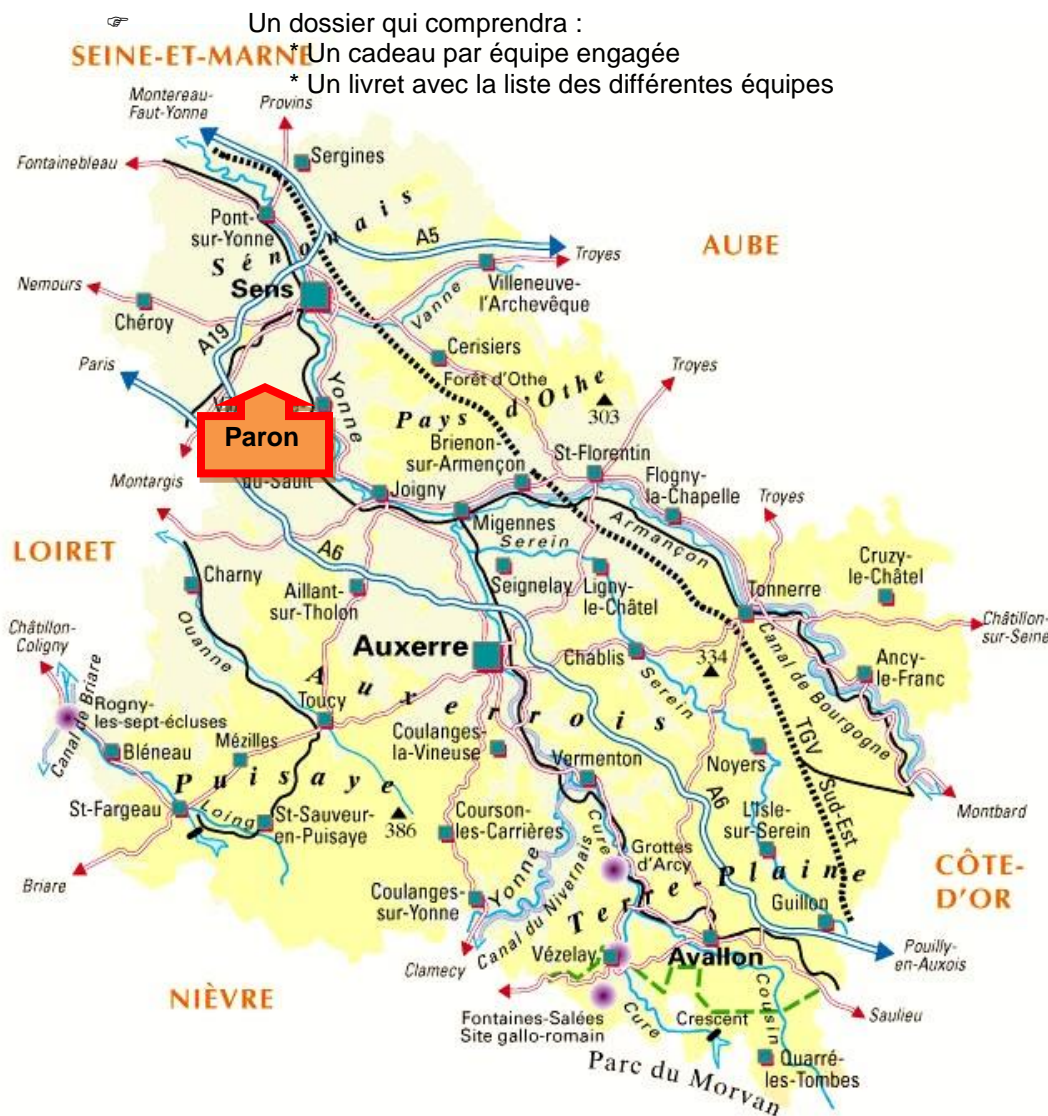 ☞ Un dossier qui comprendra :
* Un cadeau par équipe engagée
* Un livret avec la liste des différentes équipes
SEINE-ET-MARNE
Montereau-
Faut-Yonne
Provins
Fontainebleau
Sergines
Pont-
sur-Yonne
Sénonais
A5
Troyes
AUBE
Nemours
Sens
Villeneuve-
l'Archevêque
Vanne
Chéroy
A19
Cerisiers
Paris
Forêt d'Othe
Troyes
Yonne
Pays d'Othe
303
Paron
Brienon-
sur-Armençon
St-Florentin
Flogny-
la-Chapelle
du-Sault
Montargis
Joigny
Troyes
Migennes
Armançon
LOIRET
A6
Serein
Cruzy-
le-Châtel
Charny
Aillant-
sur-Tholon
Seignelay
Ligny-
le-Châtel
Tonnerre
Châtillon-
sur-Seine
Ouanne
Châtillon-
Coligny
Auxerre
Chablis
334
Ancy-
le-Franc
Canal de Bourgogne
Serein
Auxerrois
Toucy
Rogny-
les-sept-écluses
Canal de Briare
Mézilles
Coulanges-
la-Vineuse
TGV Sud-Est
Bléneau
Puisaye
Vermenton
Noyers
A6
St-Fargeau
Loing
St-Sauveur-
en-Puisaye
386
Courson-
les-Carrières
L'Isle-
sur-Serein
Montbard
Cure
Grottes
d'Arcy
Yonne
Terre-Plaine
CÔTE-
D'OR
Briare
Coulanges-
sur-Yonne
Canal du Nivernais
Guillon
Clamecy
Vézelay
Avallon
Pouilly-
en-Auxois
NIÈVRE
Cousin
Saulieu
Fontaines-Salées
Site gallo-romain
Cure
Crescent
Parc du Morvan
Quarré-
les-Tombes